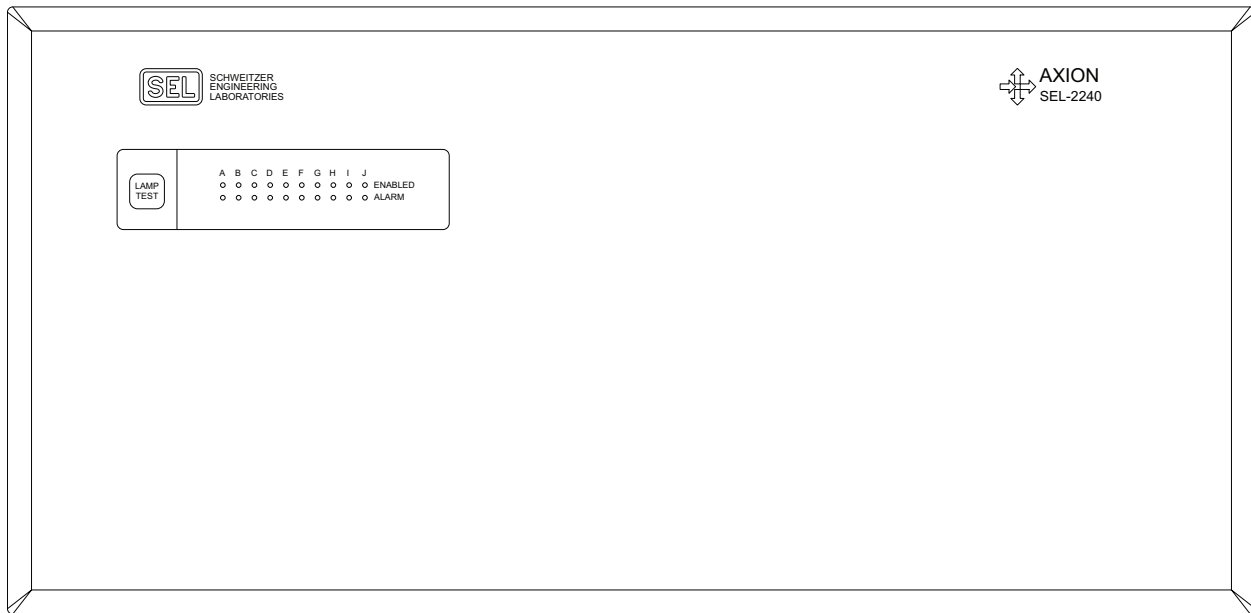 SEL
SCHWEITZER
ENGINEERING
LABORATORIES
AXION
SEL-2240
LAMP
TEST
A B C D E F G H I J
ENABLED
ALARM